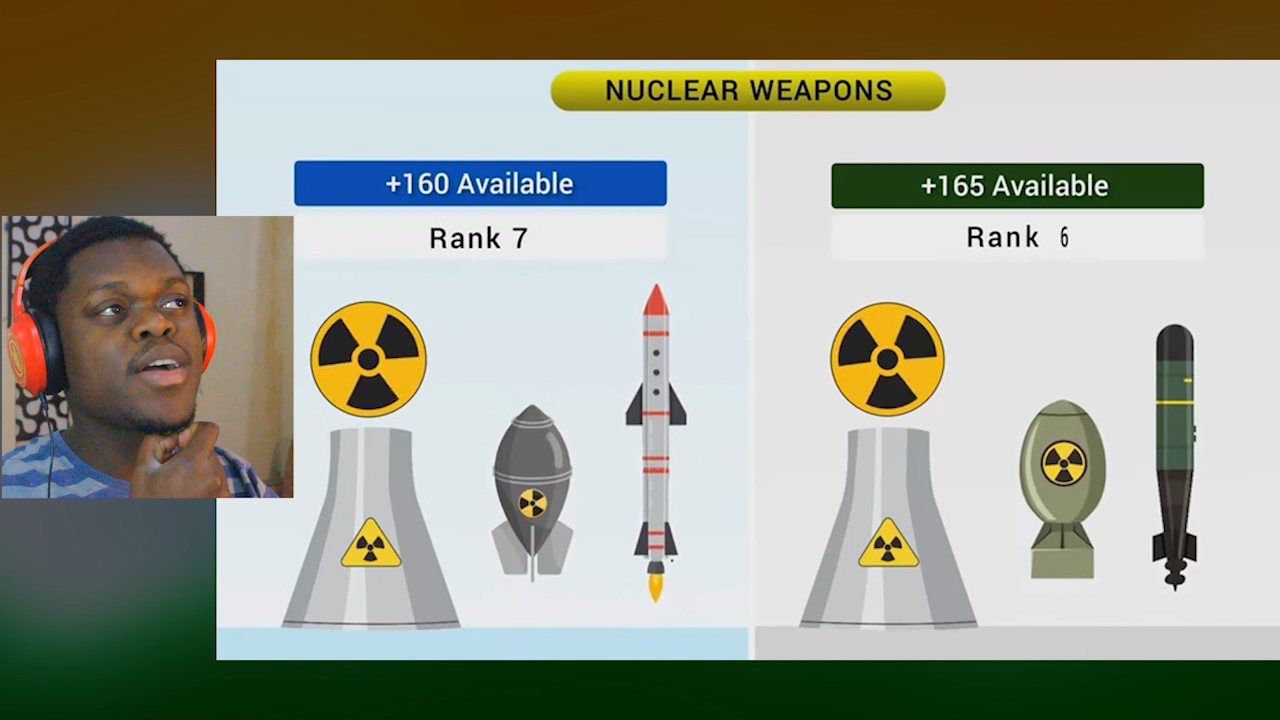 NUCLEAR WEAPONS
+160 Available
+165 Available
Rank 7
Rank 6